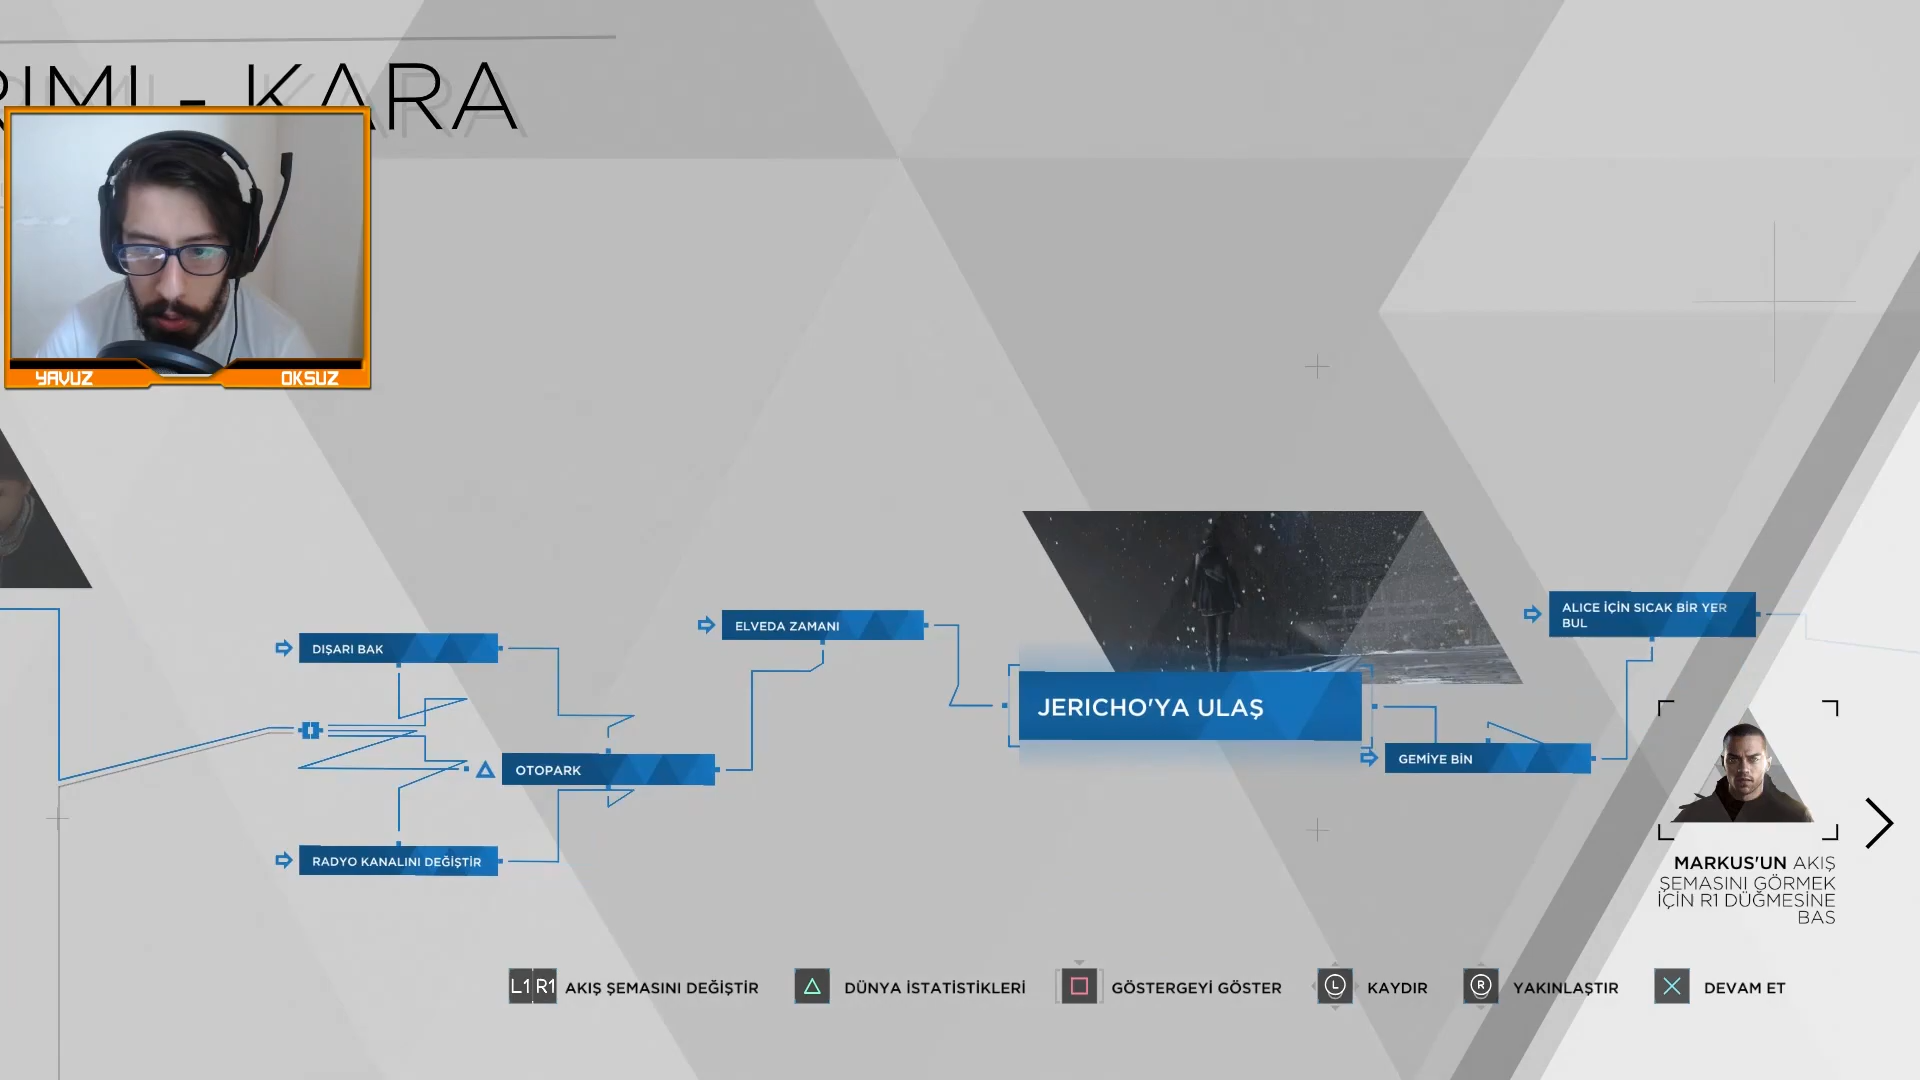 RIMI - KARA
YAVUZ
OKSUZ
DIŞARI BAK
ELVEDA ZAMANI
ALICE İÇİN SICAK BİR YER
BUL
JERICHO'YA ULAŞ
OTOPARK
GEMİYE BİN
RADYO KANALINI DEĞİŞTİR
MARKUS'UN AKIŞ
ŞEMASINI GÖRMEK
İÇİN R1 DÜĞMESİNE
BAS
L1 R1 AKIŞ ŞEMASINI DEĞİŞTİR
DÜNYA İSTATİSTİKLERİ
GÖSTERGEYİ GÖSTER
L KAYDIR
R YAKINLAŞTIR
DEVAM ET